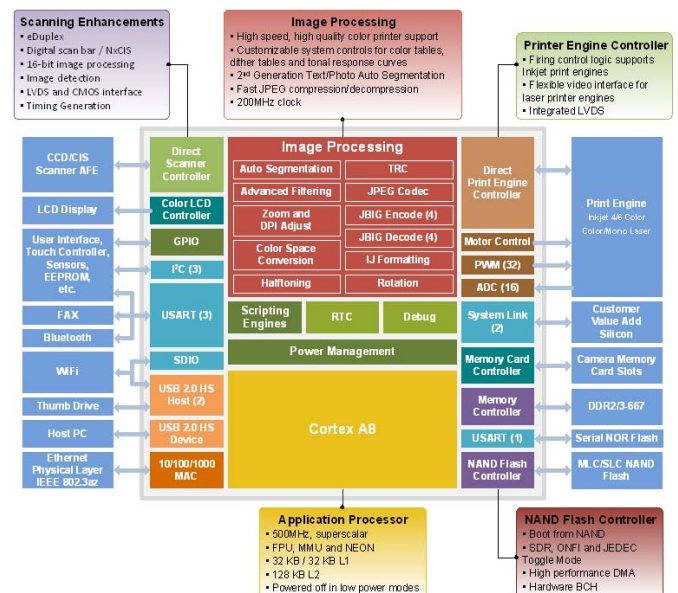 Scanning Enhancements
• eDuplex
• Digital scan bar / NxCIS
• 16-bit image processing
• Image detection
• LVDS and CMOS interface
• Timing Generation
Image Processing
• High speed, high quality color printer support
• Customizable system controls for color tables,
dither tables and tonal response curves
• 2nd Generation Text/Photo Auto Segmentation
• Fast JPEG compression/decompression
• 200MHz clock
Printer Engine Controller
• Firing control logic supports
Inkjet print engines
• Flexible video interface for
laser printer engines
• Integrated LVDS
CCD/CIS
Scanner AFE
LCD Display
User Interface,
Touch Controller,
Sensors,
EEPROM,
etc.
FAX
Bluetooth
WiFi
Thumb Drive
Host PC
Ethernet
Physical Layer
IEEE 802.3az
Direct
Scanner
Controller
Color LCD
Controller
GPIO
I²C (3)
USART (3)
SDIO
USB 2.0 HS
Host (2)
USB 2.0 HS
Device
10/100/1000
MAC
Image Processing
Auto Segmentation
TRC
Advanced Filtering
JPEG Codec
Zoom and
DPI Adjust
JBIG Encode (4)
JBIG Decode (4)
Color Space
Conversion
IJ Formatting
Halftoning
Rotation
Scripting
Engines
RTC
Debug
Power Management
Cortex A8
Direct
Print Engine
Controller
Motor Control
PWM (32)
ADC (16)
System Link
(2)
Memory Card
Controller
Memory
Controller
USART (1)
NAND Flash
Controller
Print Engine
Inkjet 4/6 Color
Color/Mono Laser
Customer
Value Add
Silicon
Camera Memory
Card Slots
DDR2/3-667
Serial NOR Flash
MLC/SLC NAND
Flash
Application Processor
• 500MHz, superscalar
• FPU, MMU and NEON
• 32 KB / 32 KB L1
• 128 KB L2
• Powered off in low power modes
NAND Flash Controller
• Boot from NAND
• SDR, ONFI and JEDEC
Toggle Mode
• High performance DMA
• Hardware BCH